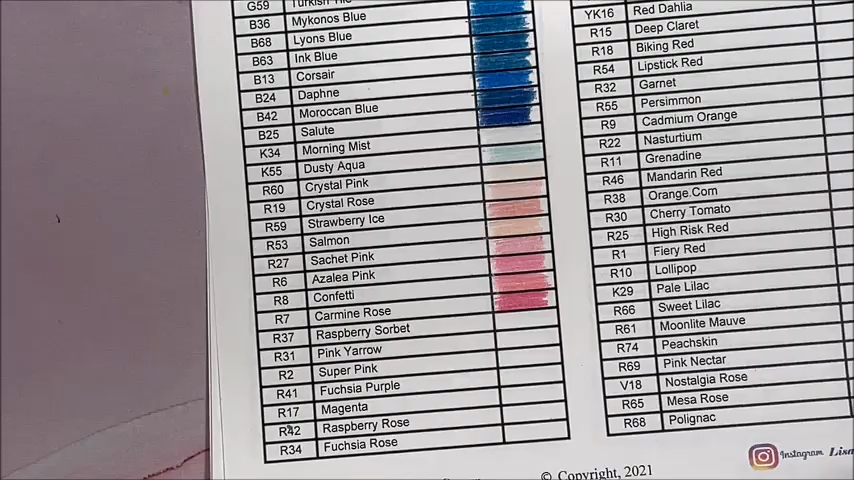 G59 Turkish Tile
B36 Mykonos Blue
B68 Lyons Blue
B63 Ink Blue
B13 Corsair
B24 Daphne
B42 Moroccan Blue
B25 Salute
K34 Morning Mist
K55 Dusty Aqua
R60 Crystal Pink
R19 Crystal Rose
R59 Strawberry Ice
R53 Salmon
R27 Sachet Pink
R6 Azalea Pink
R8 Confetti
R7 Carmine Rose
R37 Raspberry Sorbet
R31 Pink Yarrow
R2 Super Pink
R41 Fuchsia Purple
R17 Magenta
R42 Raspberry Rose
R34 Fuchsia Rose
YK16 Red Dahlia
R15 Deep Claret
R18 Biking Red
R54 Lipstick Red
R32 Garnet
R55 Persimmon
R9 Cadmium Orange
R22 Nasturtium
R11 Grenadine
R46 Mandarin Red
R38 Orange.Com
R30 Cherry Tomato
R25 High Risk Red
R1 Fiery Red
R10 Lollipop
K29 Pale Lilac
R66 Sweet Lilac
R61 Moonlite Mauve
R74 Peachskin
R69 Pink Nectar
V18 Nostalgia Rose
R65 Mesa Rose
R68 Polignac
© Copyright, 2021
Instagram Lisa